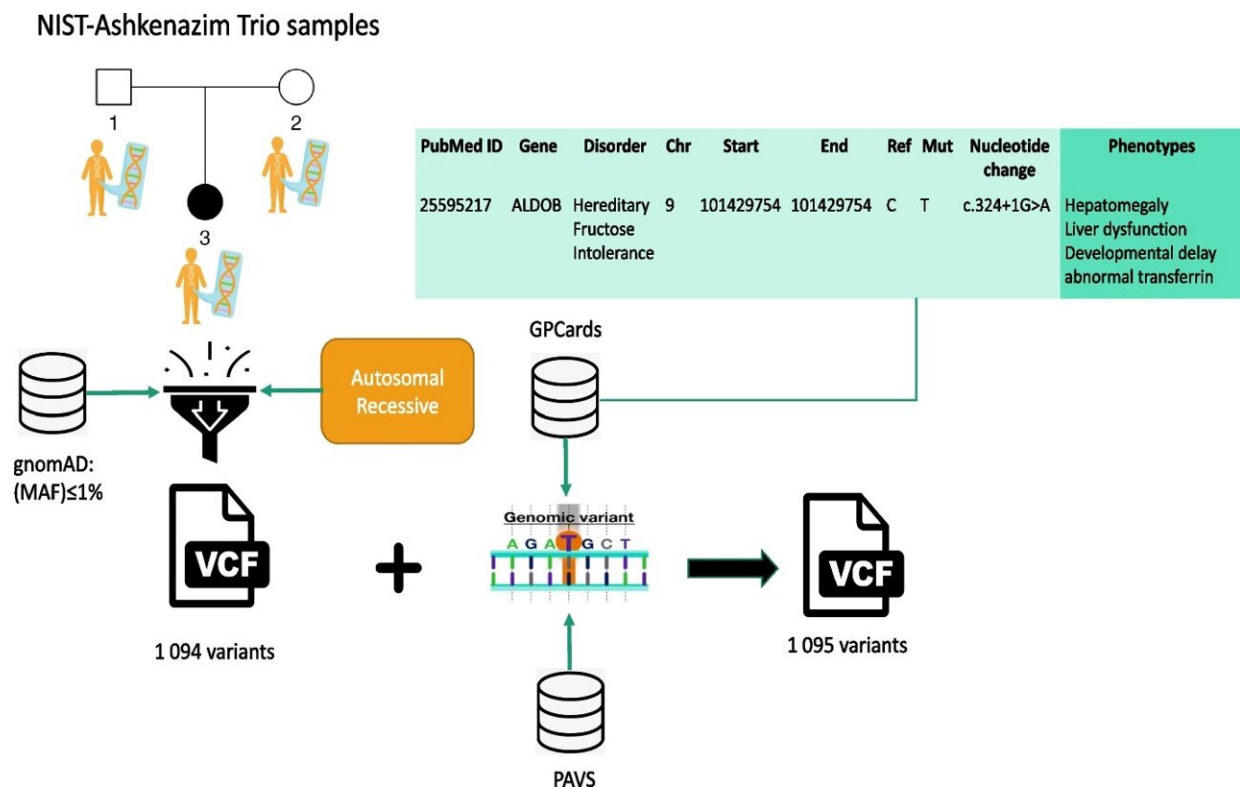 NIST-Ashkenazim Trio samples
1
2
3
PubMed ID Gene Disorder Chr Start End Ref Mut Nucleotide change Phenotypes
25595217 ALDOB Hereditary 9 101429754 101429754 C T c.324+1G>A Hepatomegaly
Fructose Liver dysfunction
Intolerance Developmental delay
abnormal transferrin
GPCards
Autosomal
Recessive
gnomAD:
(MAF)≤1%
Genomic variant
A G A T G C T
VCF
+
VCF
1 094 variants
1 095 variants
PAVS